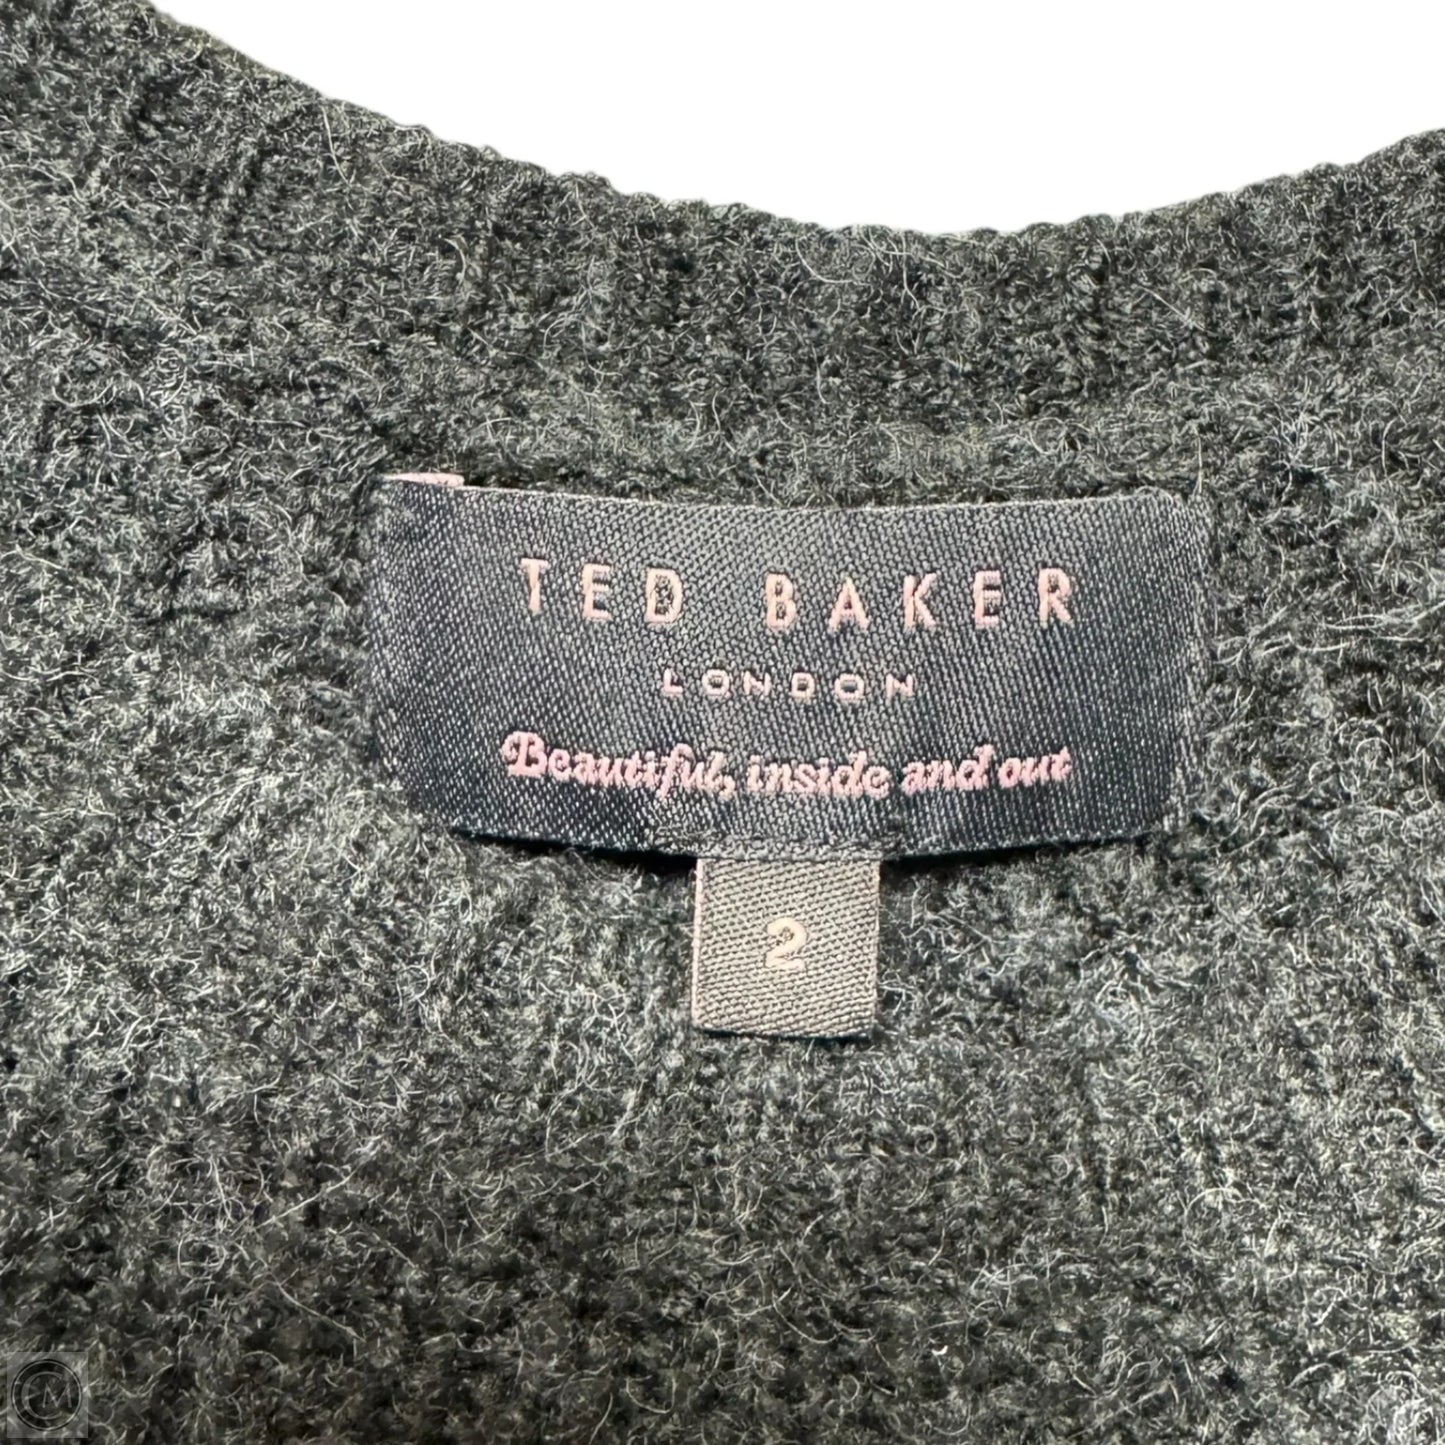 TED BAKER
LONDON
Beautiful, inside and out
2
M